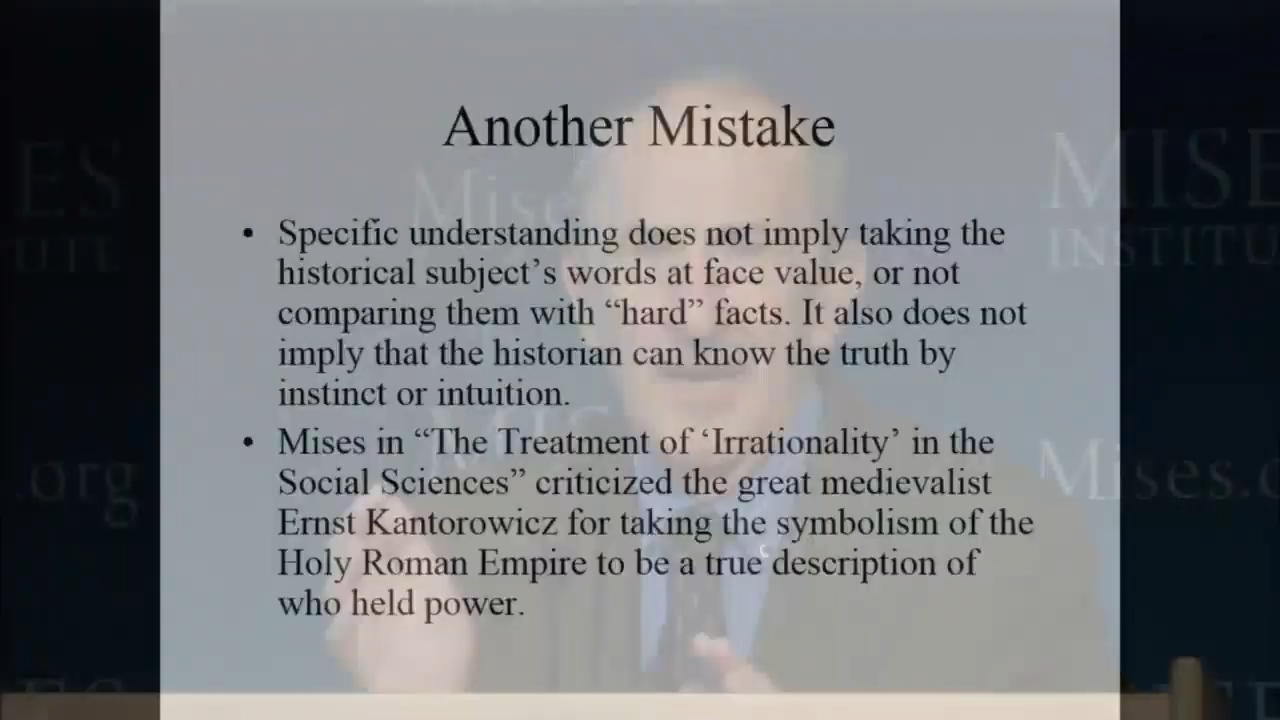 Another Mistake
MISE
INSTITU
ES
• Specific understanding does not imply taking the
historical subject’s words at face value, or not
comparing them with “hard” facts. It also does not
imply that the historian can know the truth by
instinct or intuition.
• Mises in “The Treatment of ‘Irrationality’ in the
Social Sciences” criticized the great medievalist
Ernst Kantorowicz for taking the symbolism of the
Holy Roman Empire to be a true description of
who held power.
.org
Mises.o